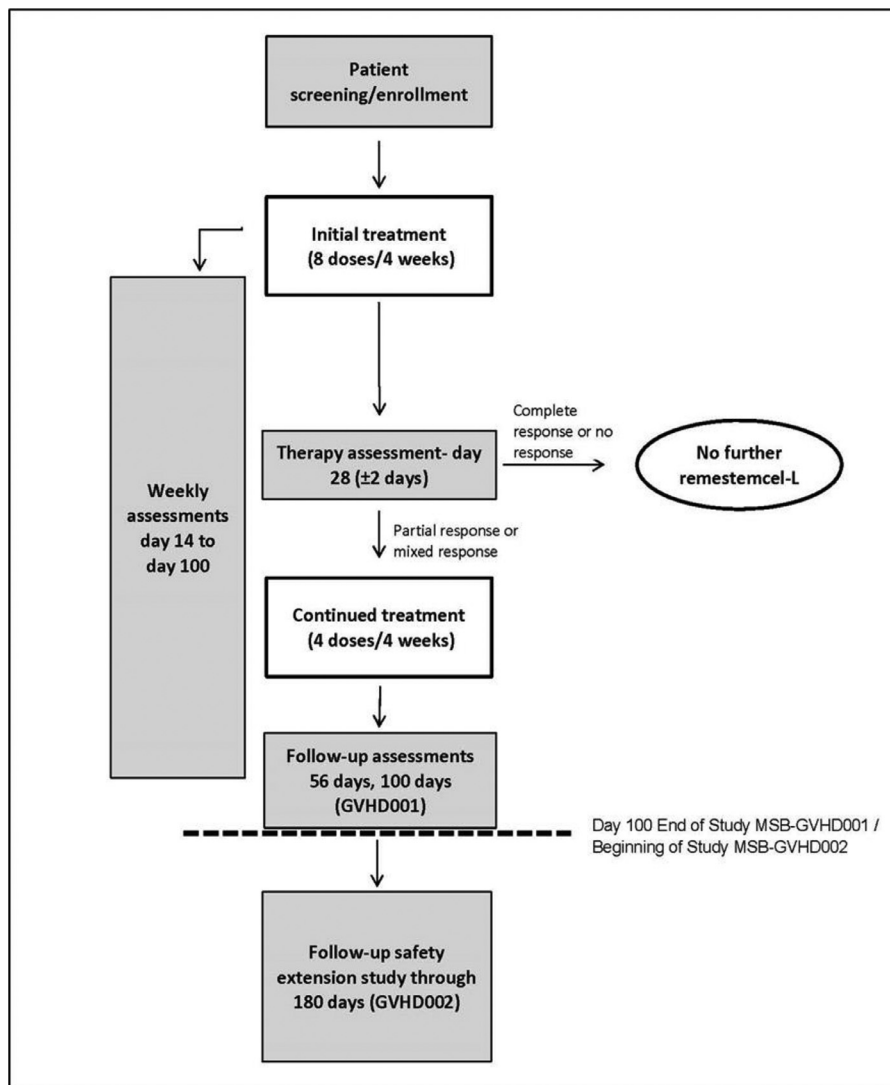 Patient
screening/enrollment
Initial treatment
(8 doses/4 weeks)
Weekly
assessments
day 14 to
day 100
Therapy assessment- day
28 (±2 days)
Complete
response or no
response
No further
remestemcel-L
Partial response or
mixed response
Continued treatment
(4 doses/4 weeks)
Follow-up assessments
56 days, 100 days
(GVHD001)
Day 100 End of Study MSB-GVHD001 /
Beginning of Study MSB-GVHD002
Follow-up safety
extension study through
180 days (GVHD002)